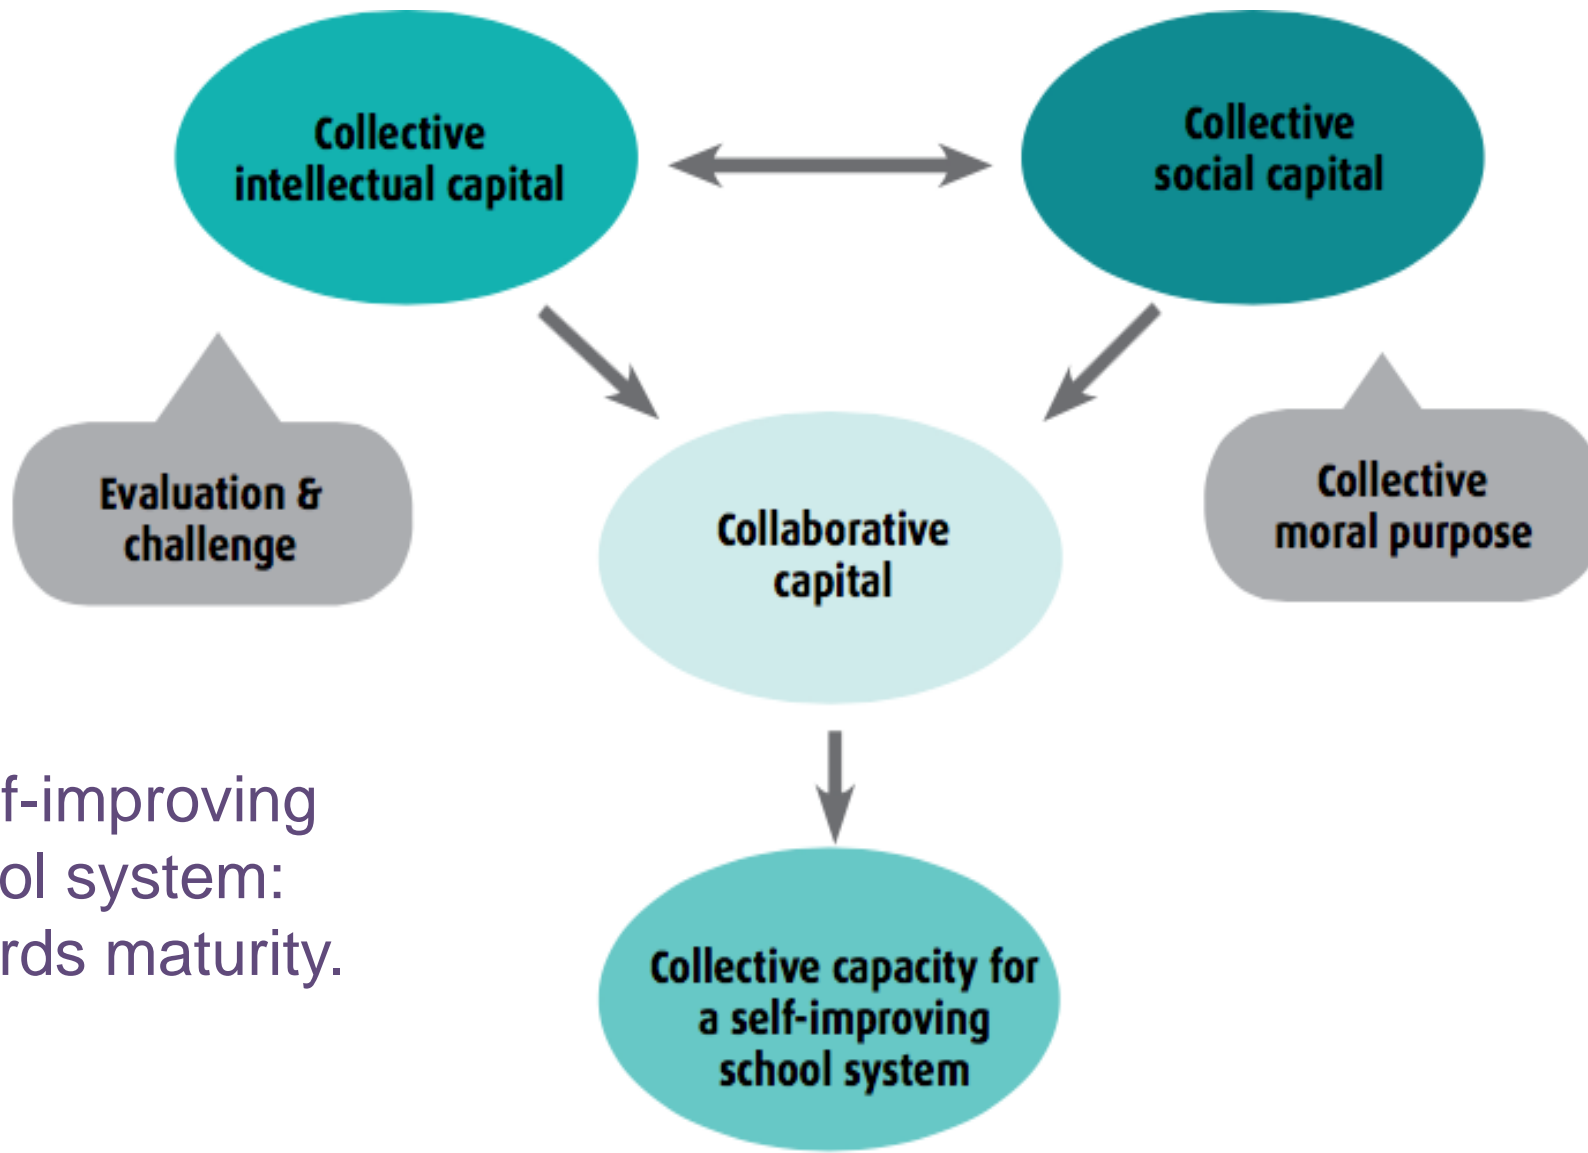 Collective
intellectual capital
Collective
social capital
Evaluation &
challenge
Collective
moral purpose
Collaborative
capital
f-improving
ol system:
rds maturity.
Collective capacity for
a self-improving
school system